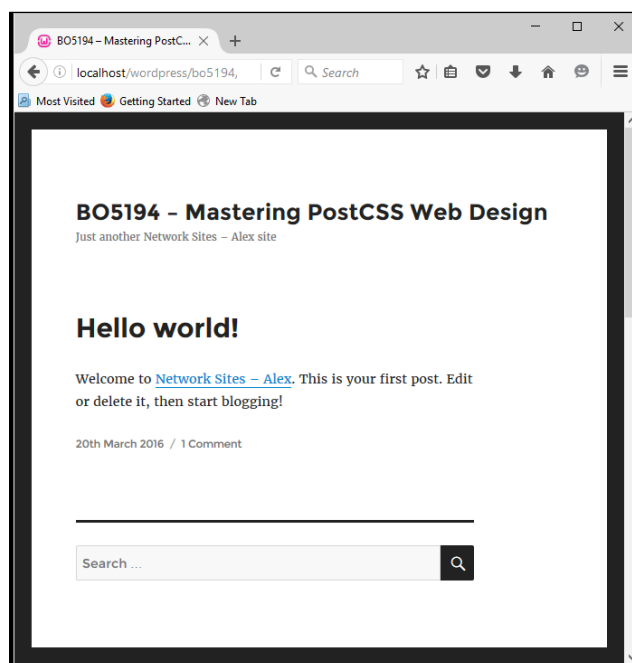 BO5194 – Mastering PostC...
localhost/wordpress/bo5194,
Search
Most Visited Getting Started New Tab
BO5194 – Mastering PostCSS Web Design
Just another Network Sites – Alex site
Hello world!
Welcome to Network Sites – Alex. This is your first post. Edit
or delete it, then start blogging!
20th March 2016 / 1 Comment
Search ...